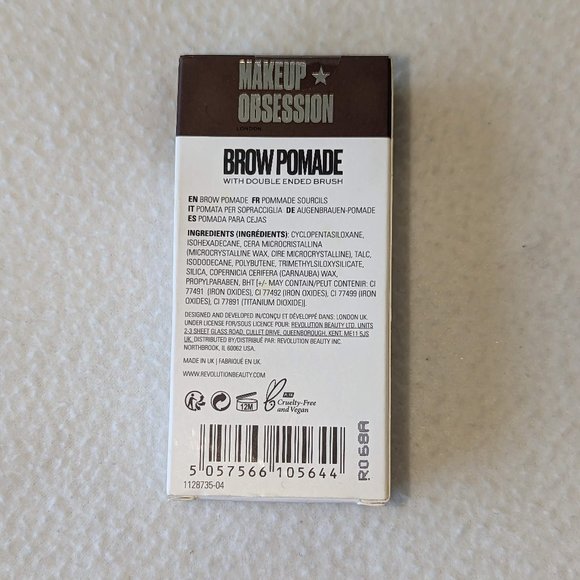 MAKEUP
OBSESSION
LONDON
BROW POMADE
WITH DOUBLE ENDED BRUSH
EN BROW POMADE FR POMMADE SOURCILS
IT POMATA PER SOPRACCIGLIA DE AUGENBRAUEN-POMADE
ES POMADA PARA CEJAS
INGREDIENTS (INGRÉDIENTS): CYCLOPENTASILOXANE,
ISOHEXADECANE, CERA MICROCRISTALLINA
(MICROCRYSTALLINE WAX, CIRE MICROCRYSTALLINE), TALC,
ISODODECANE, POLYBUTENE, TRIMETHYLSILOXYSILICATE,
SILICA, COPERNICIA CERIFERA (CARNAUBA) WAX,
PROPYLPARABEN, BHT [+/- MAY CONTAIN/PEUT CONTENIR: CI
77491 (IRON OXIDES), CI 77492 (IRON OXIDES), CI 77499 (IRON
OXIDES), CI 77891 (TITANIUM DIOXIDE)].
DESIGNED AND DEVELOPED IN/CONÇU ET DÉVELOPPÉ DANS: LONDON UK.
UNDER LICENSE FOR/SOUS LICENCE POUR: REVOLUTION BEAUTY LTD. UNITS
2-3 SHEET GLASS ROAD, CULLET DRIVE, QUEENBOROUGH, KENT. ME11 5JS
UK. DISTRIBUTED BY/DISTRIBUÉ PAR: REVOLUTION BEAUTY INC.
NORTHBROOK, IL 60062 USA.
MADE IN UK | FABRIQUÉ EN UK.
WWW.REVOLUTIONBEAUTY.COM
12M
Cruelty-Free
and Vegan
5 057566 105644
1128735-04
R068A